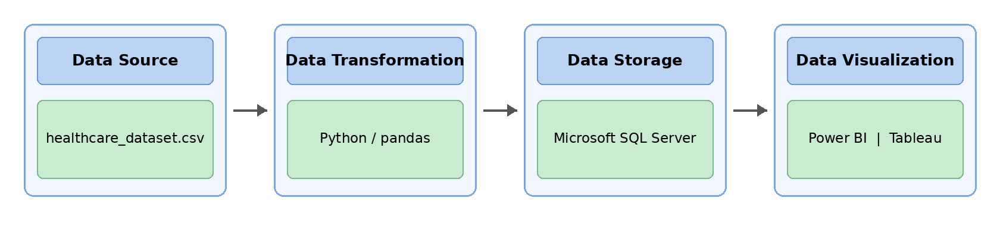 Data Source
healthcare_dataset.csv
Data Transformation
Python / pandas
Data Storage
Microsoft SQL Server
Data Visualization
Power BI | Tableau